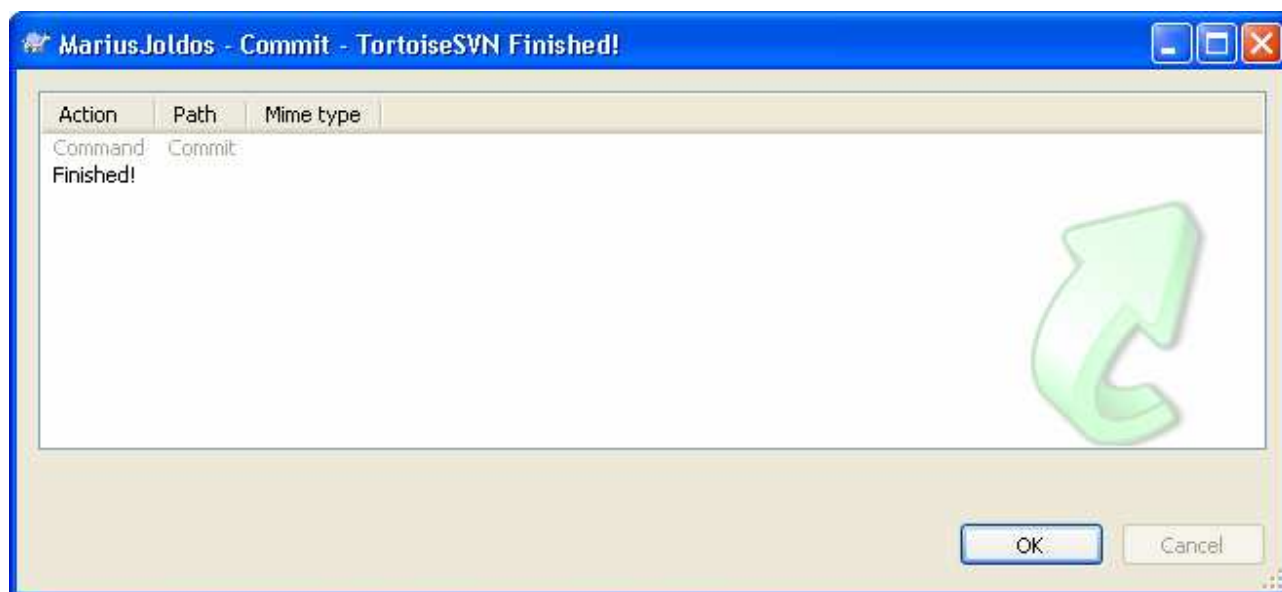 MariusJoldos - Commit - TortoiseSVN Finished!
Action Path Mime type
Command Commit
Finished!
OK Cancel